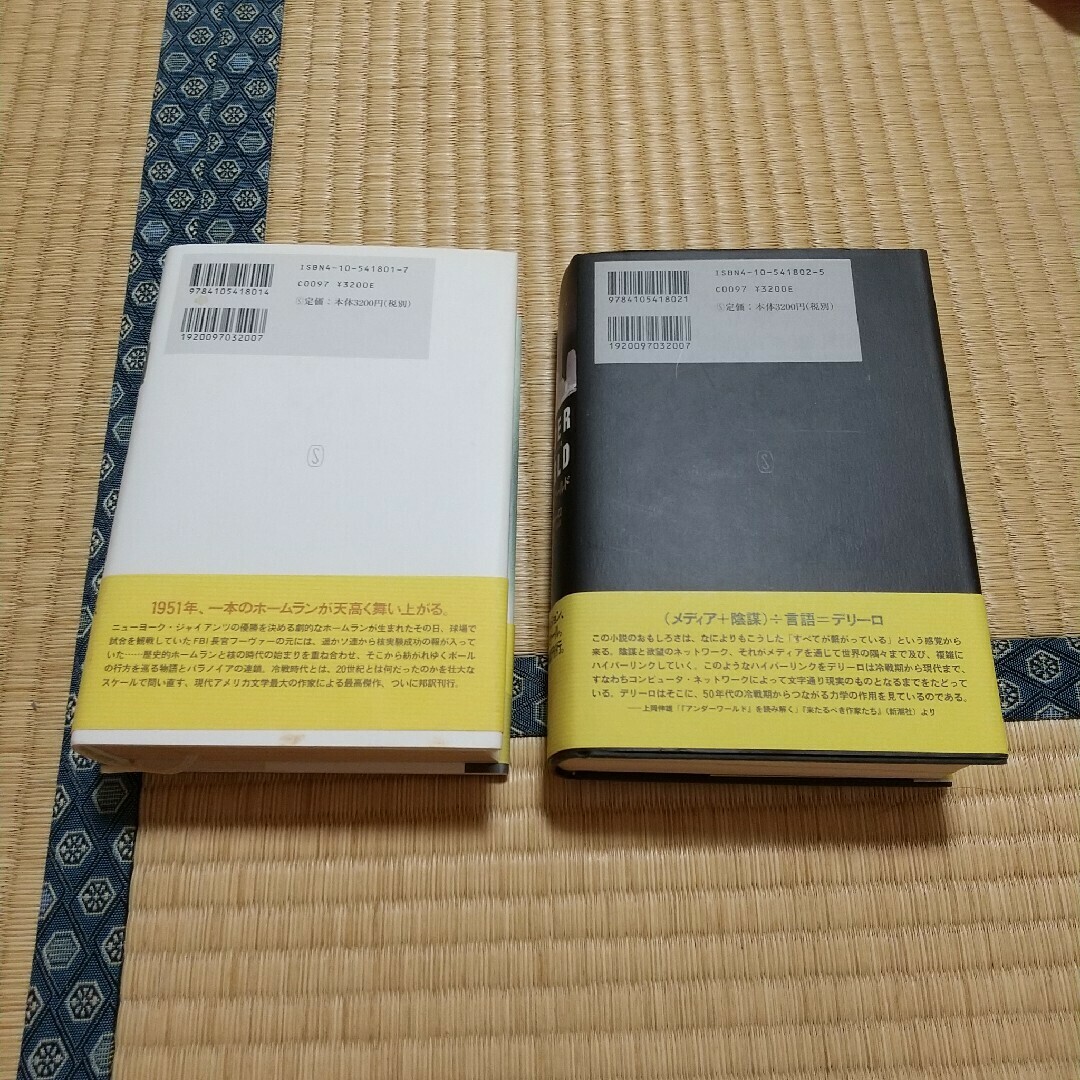 ISBN4-10-541801-7
C0097 ¥3200E
Ⓢ定価:本体3200円(税別)
9784105418014
1920097032007
S
1951年、一本のホームランが天高く舞い上がる。
ニューヨーク・ジャイアンツの優勝を決める劇的なホームランが生まれたその日、球場で
試合を観戦していたFBI長官フーヴァーの元には、遥かソ連から核実験成功の報が入って
いた……歴史的ホームランと核の時代の始まりを重ね合わせ、そこから紡がれゆくボール
の行方を巡る物語とパラノイアの連鎖。冷戦時代とは、20世紀とは何だったのかを壮大な
スケールで問い直す、現代アメリカ文学最大の作家による最高傑作、ついに邦訳刊行。
ISBN4-10-541802-5
C0097 ¥3200E
Ⓢ定価:本体3200円(税別)
9784105418021
1920097032007
S
ER
LD
ルド
(メディア+陰謀)÷言語=デリーロ
この小説のおもしろさは、なによりもこうした「すべてが繫がっている」という感覚から
来る。陰謀と欲望のネットワーク、それがメディアを通じて世界の隅々まで及び、複雑に
ハイパーリンクしていく。このようなハイパーリンクをデリーロは冷戦期から現代まで、
すなわちコンピュータ・ネットワークによって文字通り現実のものとなるまでをたどって
いる。デリーロはそこに、50年代の冷戦期からつながる力学の作用を見ているのである。
——上岡伸雄「『アンダーワールド』を読み解く」『来たるべき作家たち』(新潮社)より